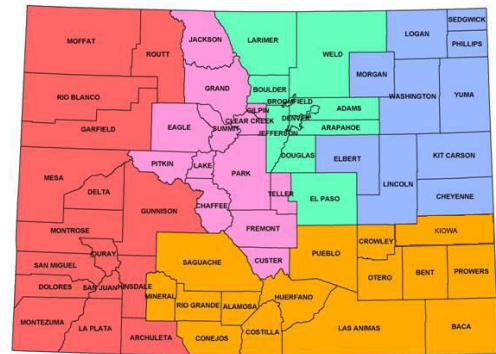 MOFFAT
ROUTT
JACKSON
LARIMER
WELD
LOGAN
SEDGWICK
PHILLIPS
MORGAN
WASHINGTON
YUMA
RIO BLANCO
GRAND
BOULDER
BROOMFIELD
GILPIN
DENVER
ADAMS
CLEAR CREEK
ARAPAHOE
JEFFERSON
GARFIELD
EAGLE
SUMMIT
DOUGLAS
ELBERT
KIT CARSON
PITKIN
LAKE
PARK
MESA
DELTA
TELLER
EL PASO
LINCOLN
CHEYENNE
GUNNISON
CHAFFEE
FREMONT
MONTROSE
KIOWA
CROWLEY
OURAY
CUSTER
PUEBLO
SAN MIGUEL
SAGUACHE
OTERO
BENT
PROWERS
DOLORES
SAN JUAN
HINSDALE
MINERAL
RIO GRANDE
ALAMOSA
HUERFANO
MONTEZUMA
LA PLATA
ARCHULETA
CONEJOS
COSTILLA
LAS ANIMAS
BACA